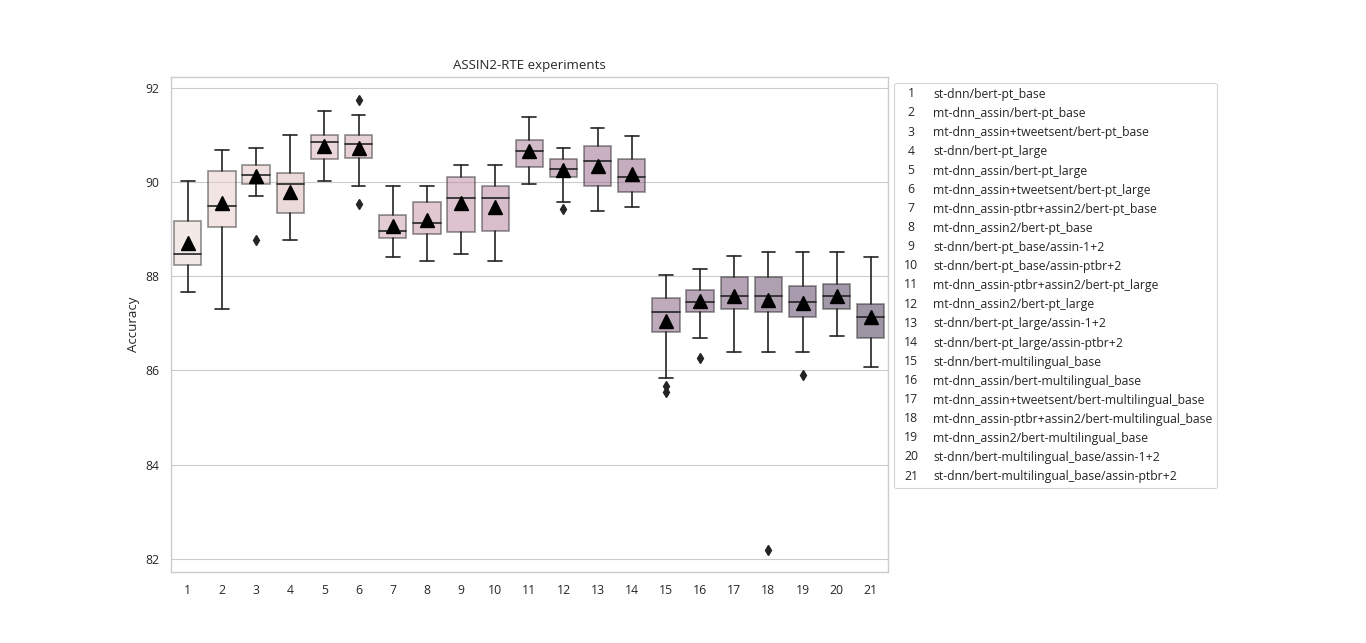 ASSIN2-RTE experiments
Accuracy
92
90
88
86
84
82
1 2 3 4 5 6 7 8 9 10 11 12 13 14 15 16 17 18 19 20 21
1 st-dnn/bert-pt_base
2 mt-dnn_assin/bert-pt_base
3 mt-dnn_assin+tweetsent/bert-pt_base
4 st-dnn/bert-pt_large
5 mt-dnn_assin/bert-pt_large
6 mt-dnn_assin+tweetsent/bert-pt_large
7 mt-dnn_assin-ptbr+assin2/bert-pt_base
8 mt-dnn_assin2/bert-pt_base
9 st-dnn/bert-pt_base/assin-1+2
10 st-dnn/bert-pt_base/assin-ptbr+2
11 mt-dnn_assin-ptbr+assin2/bert-pt_large
12 mt-dnn_assin2/bert-pt_large
13 st-dnn/bert-pt_large/assin-1+2
14 st-dnn/bert-pt_large/assin-ptbr+2
15 st-dnn/bert-multilingual_base
16 mt-dnn_assin/bert-multilingual_base
17 mt-dnn_assin+tweetsent/bert-multilingual_base
18 mt-dnn_assin-ptbr+assin2/bert-multilingual_base
19 mt-dnn_assin2/bert-multilingual_base
20 st-dnn/bert-multilingual_base/assin-1+2
21 st-dnn/bert-multilingual_base/assin-ptbr+2